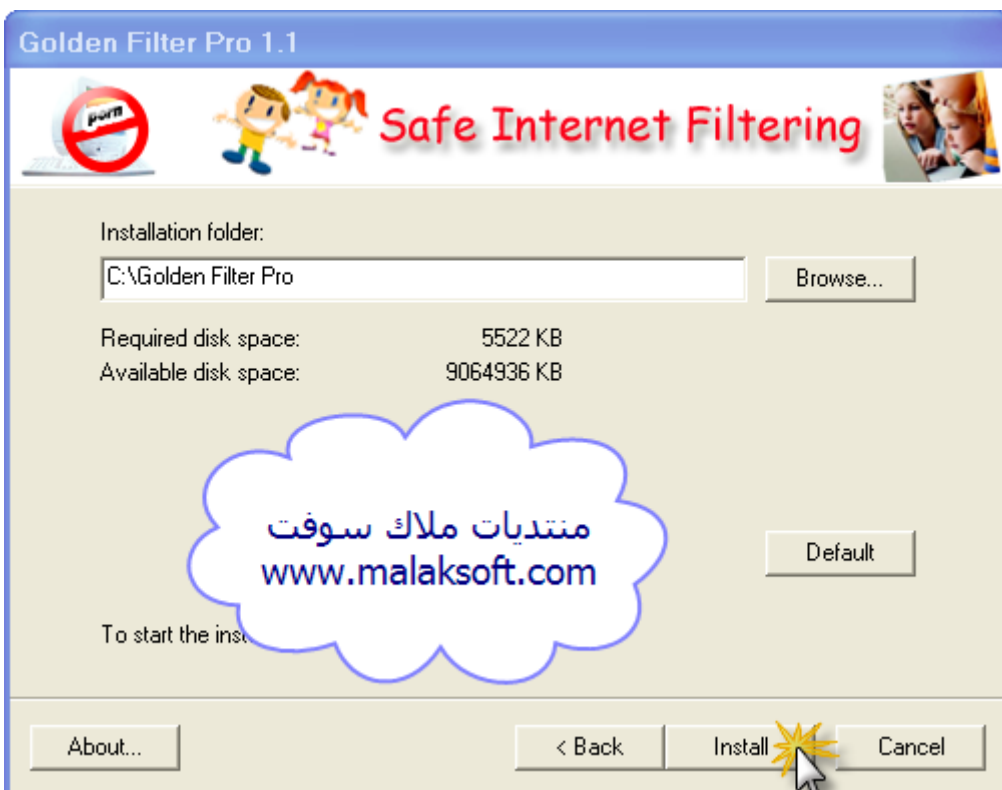 Golden Filter Pro 1.1
porn
Safe Internet Filtering
Installation folder:
C:\Golden Filter Pro
Browse...
Required disk space: 5522 KB
Available disk space: 9064936 KB
منتديات ملاك سوفت
www.malaksoft.com
Default
To start the
About...
< Back
Install
Cancel